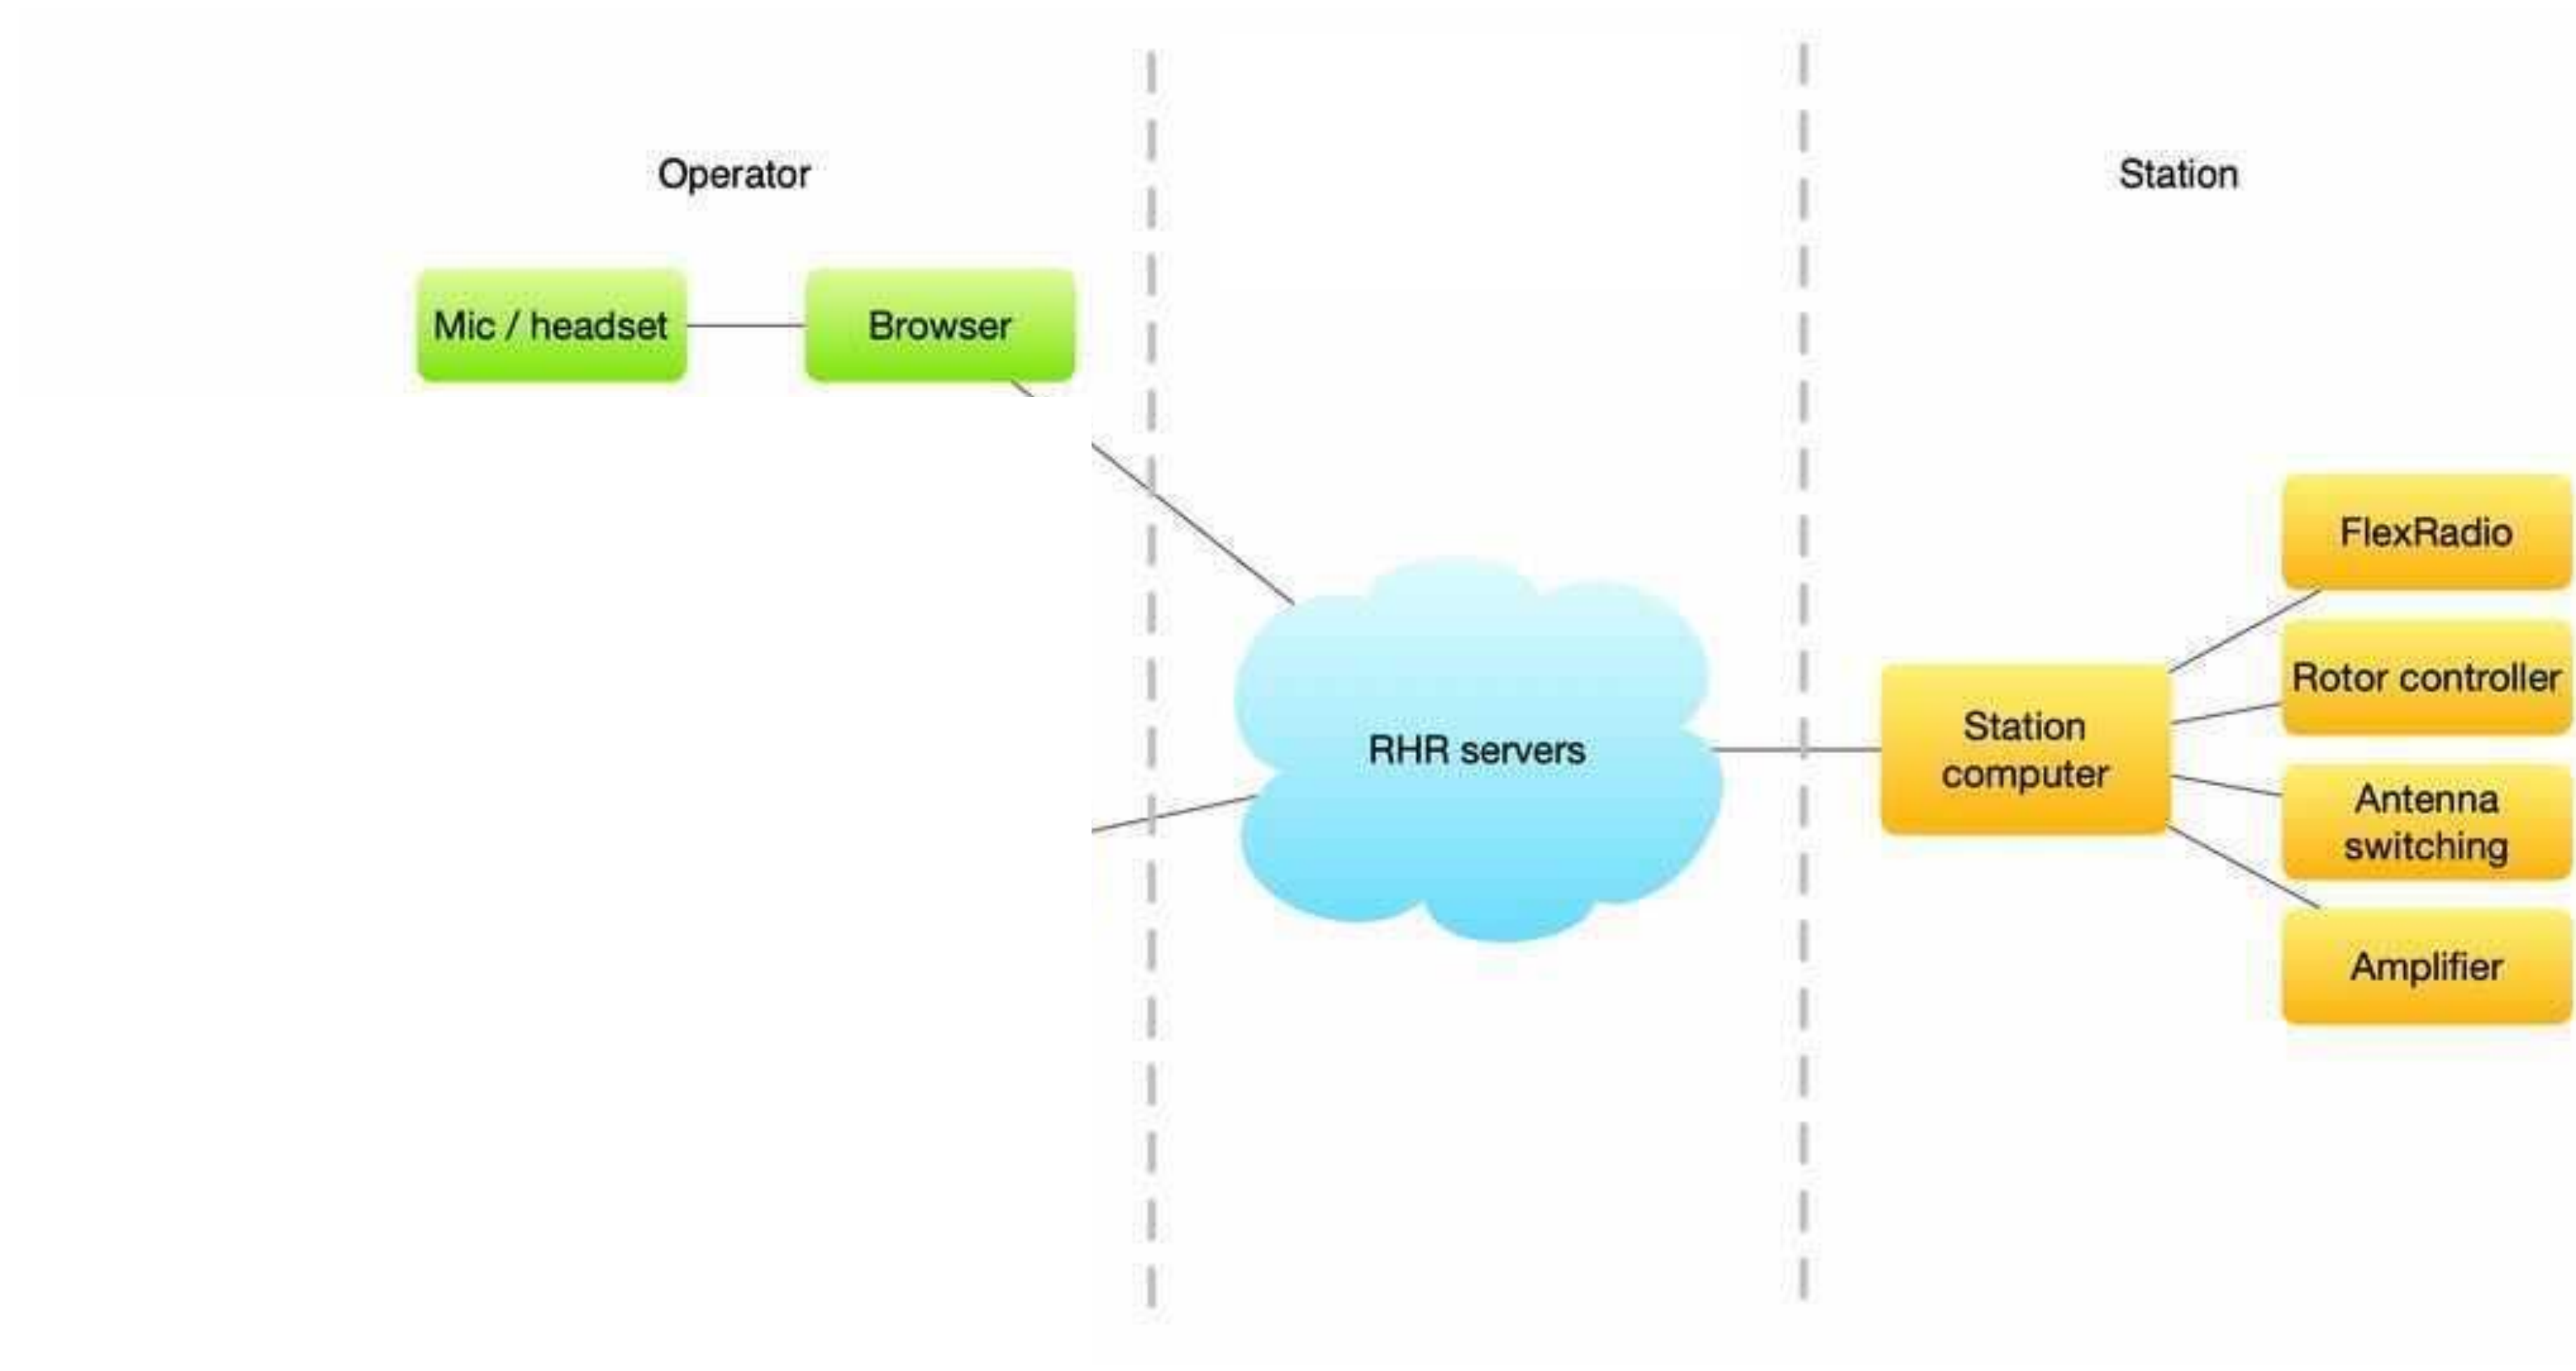 Operator
Station
Mic / headset
Browser
FlexRadio
Rotor controller
RHR servers
Station
computer
Antenna
switching
Amplifier